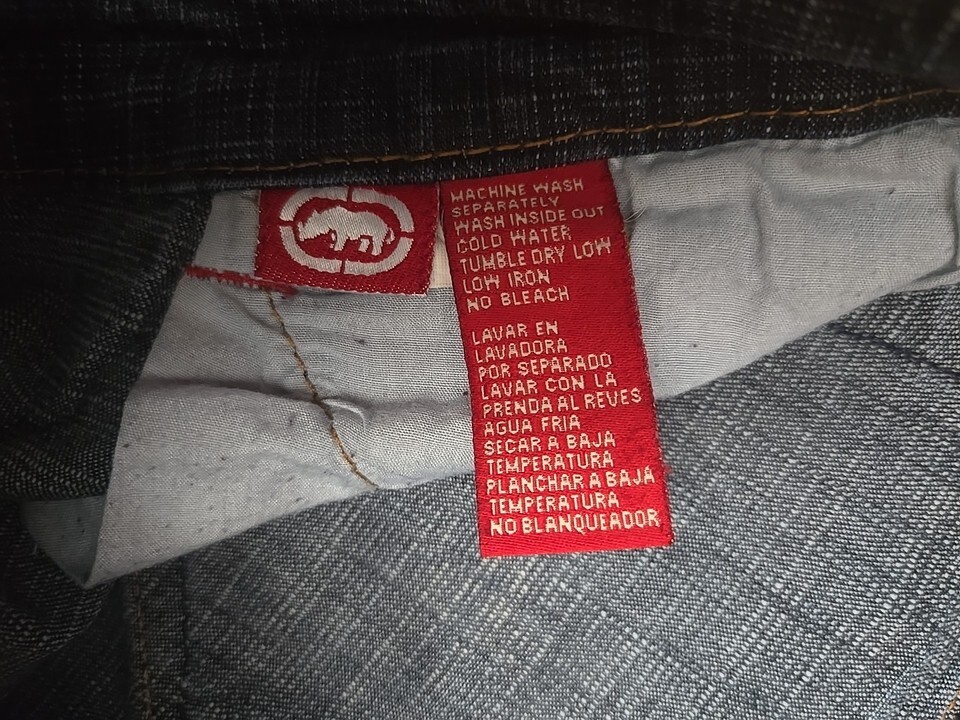 MACHINE WASH
SEPARATELY
WASH INSIDE OUT
COLD WATER
TUMBLE DRY LOW
LOW IRON
NO BLEACH
LAVAR EN
LAVADORA
POR SEPARADO
LAVAR CON LA
PRENDA AL REVES
AGUA FRIA
SECAR A BAJA
TEMPERATURA
PLANCHAR A BAJA
TEMPERATURA
NO BLANQUEADOR